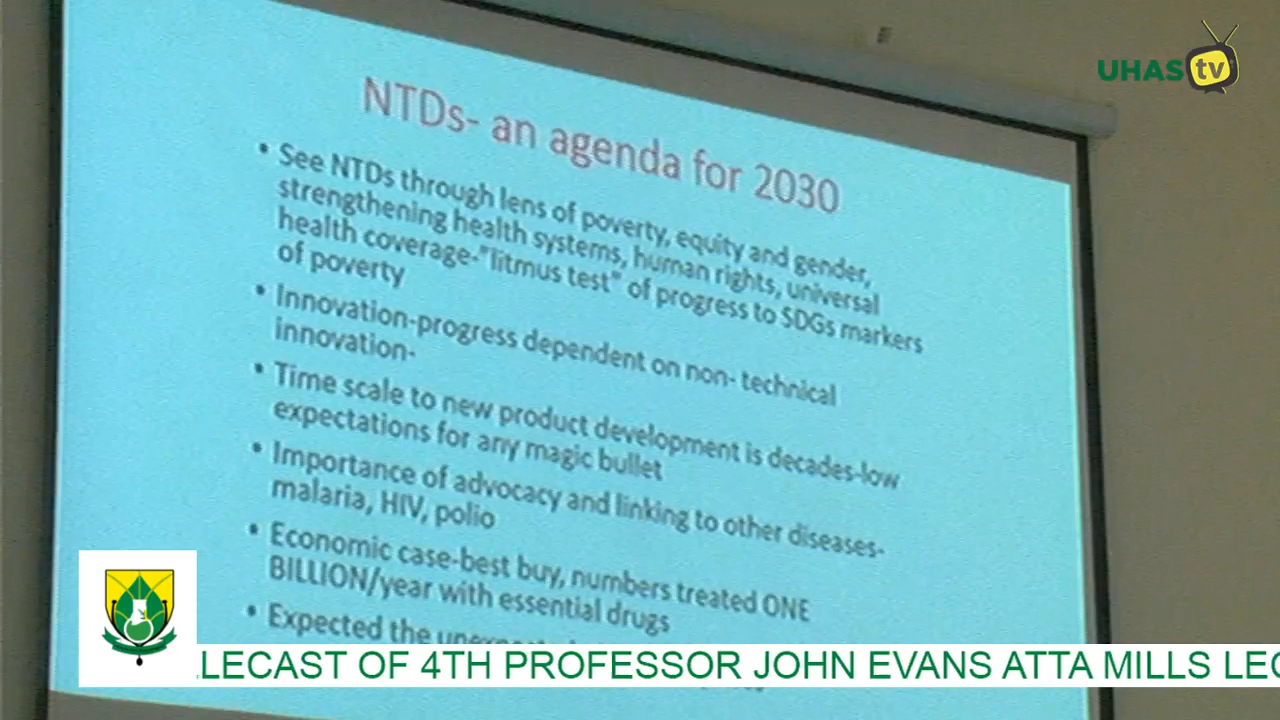 UHAS tv
NTDs- an agenda for 2030
• See NTDs through lens of poverty, equity and gender,
strengthening health systems, human rights, universal
health coverage-"litmus test" of progress to SDGs markers
of poverty
• Innovation-progress dependent on non- technical
innovation-
• Time scale to new product development is decades-low
expectations for any magic bullet
• Importance of advocacy and linking to other diseases-
malaria, HIV, polio
• Economic case-best buy, numbers treated ONE
BILLION/year with essential drugs
• Expected the
LECAST OF 4TH PROFESSOR JOHN EVANS ATTA MILLS LEC